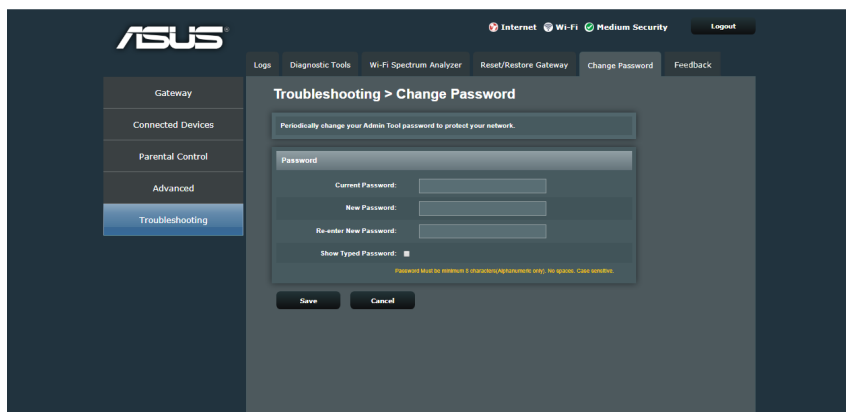 ASUS
Internet Wi-Fi Medium Security Logout
Logs Diagnostic Tools Wi-Fi Spectrum Analyzer Reset/Restore Gateway Change Password Feedback
Gateway
Connected Devices
Parental Control
Advanced
Troubleshooting
Troubleshooting > Change Password
Periodically change your Admin Tool password to protect your network.
Password
Current Password:
New Password:
Re-enter New Password:
Show Typed Password:
Password Must be minimum 5 characters(Alphanumeric only). No spaces. Case sensitive.
Save Cancel